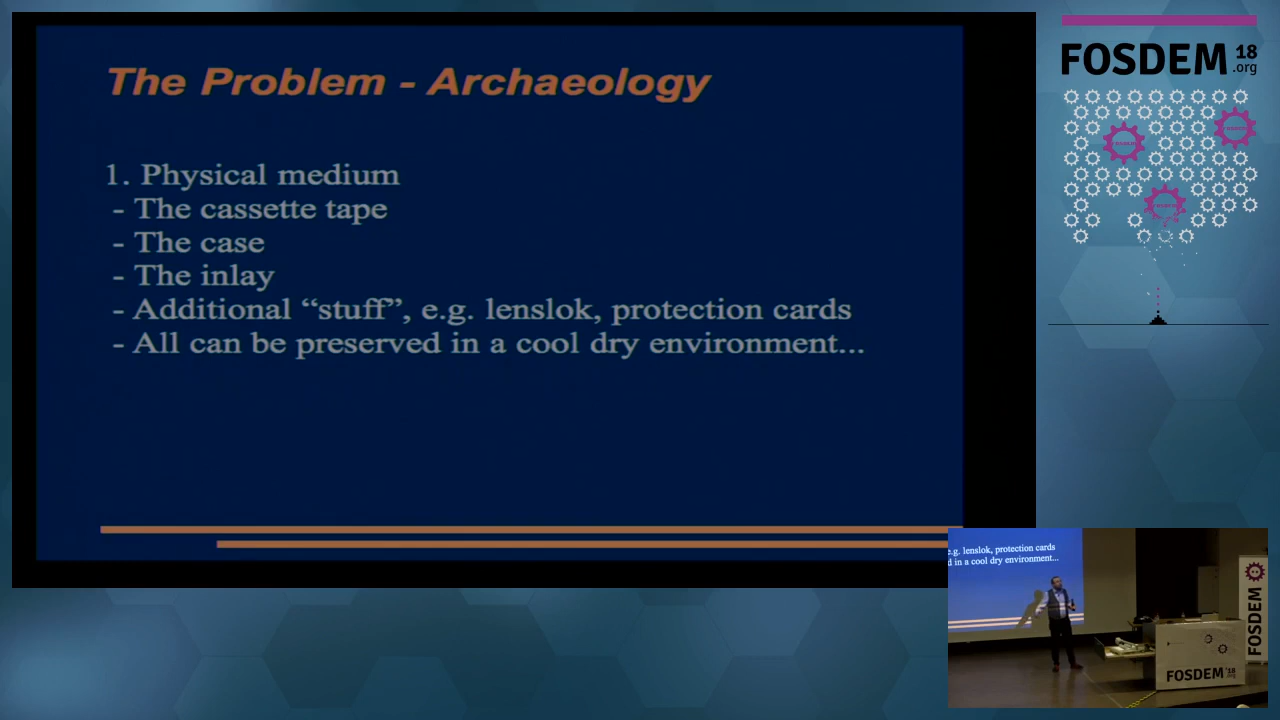 The Problem - Archaeology
1. Physical medium
- The cassette tape
- The case
- The inlay
- Additional “stuff”, e.g. lenslok, protection cards
- All can be preserved in a cool dry environment...
FOSDEM 18
.org
e.g. lenslok, protection cards
d in a cool dry environment...
FOSDEM
FOSDEM '18
.org